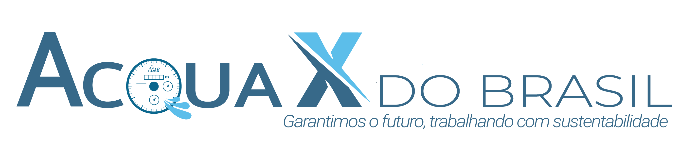 ACQUA X DO BRASIL
Garantimos o futuro, trabalhando com sustentabilidade